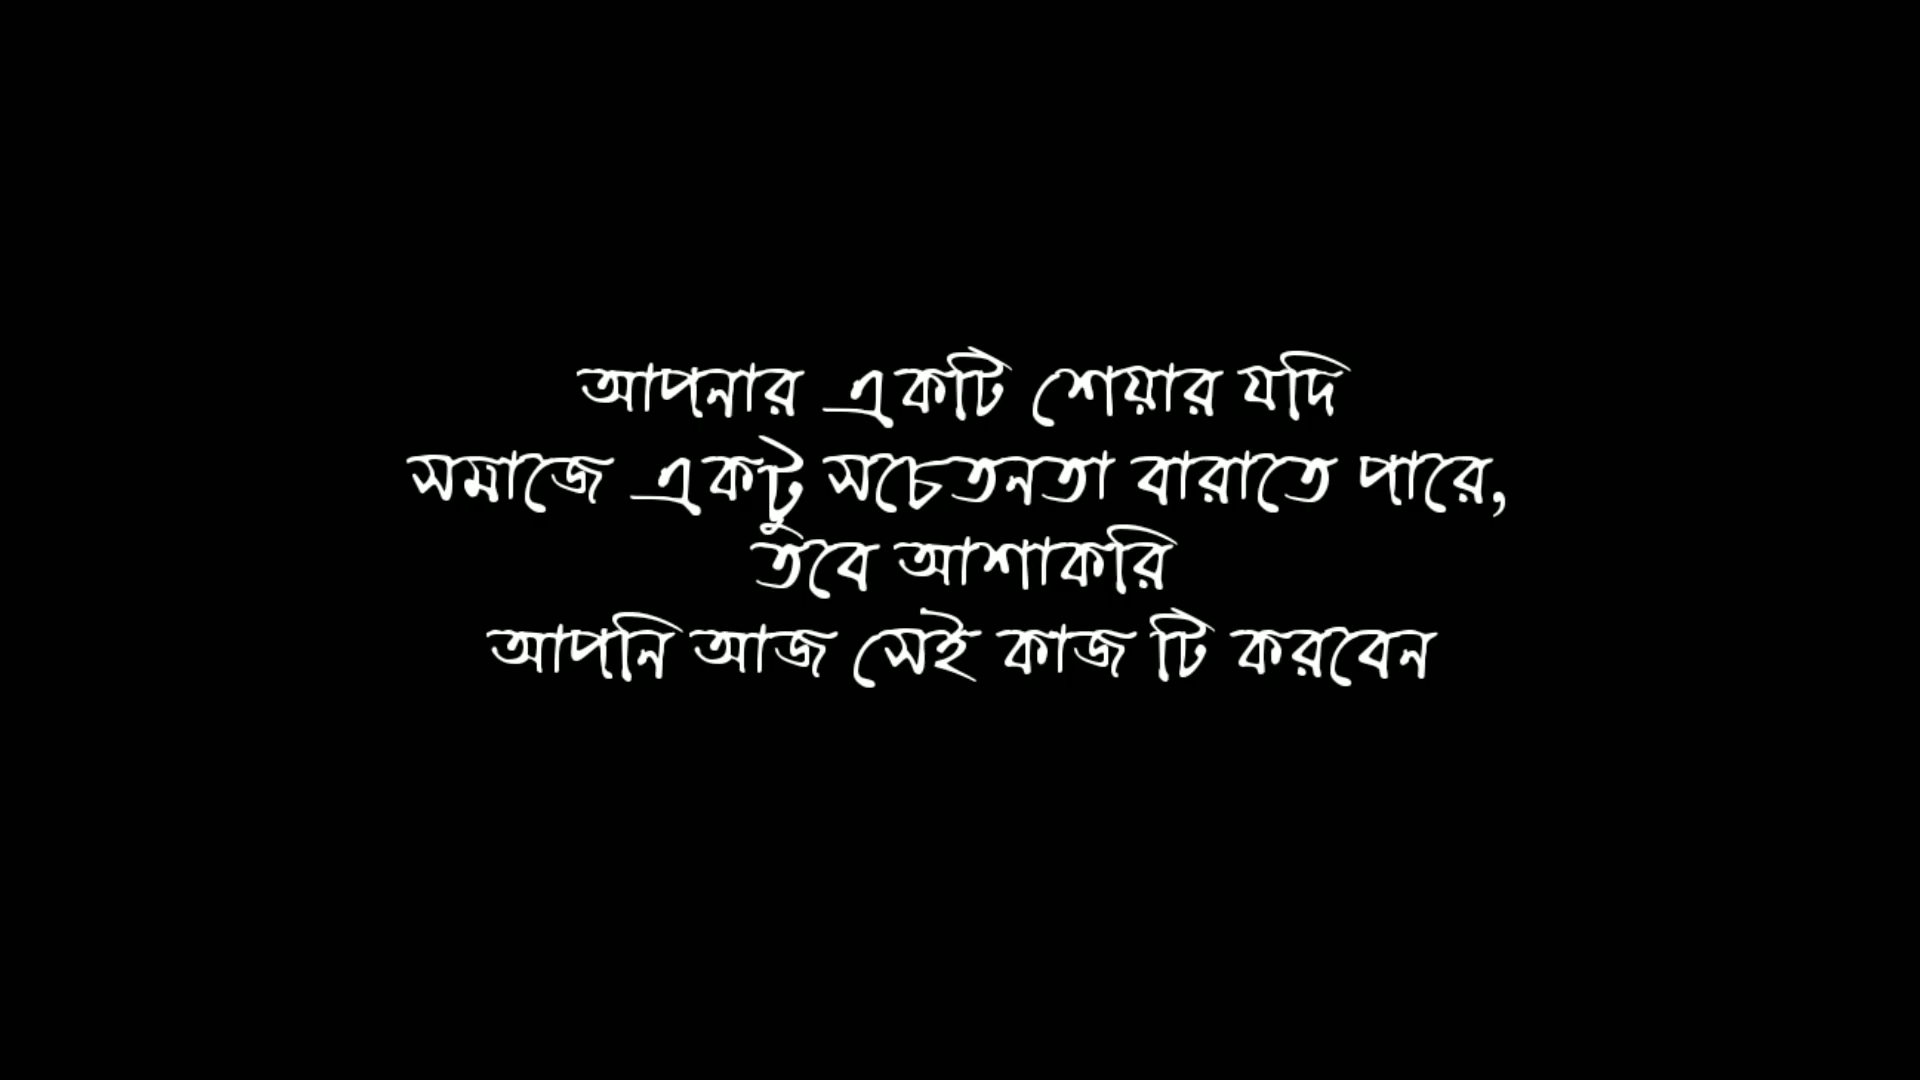 আপনার একটি শেয়ার যদি
সমাজে একটু সচেতনতা বারাতে পারে,
তবে আশাকরি
আপনি আজ সেই কাজ টি করবেন